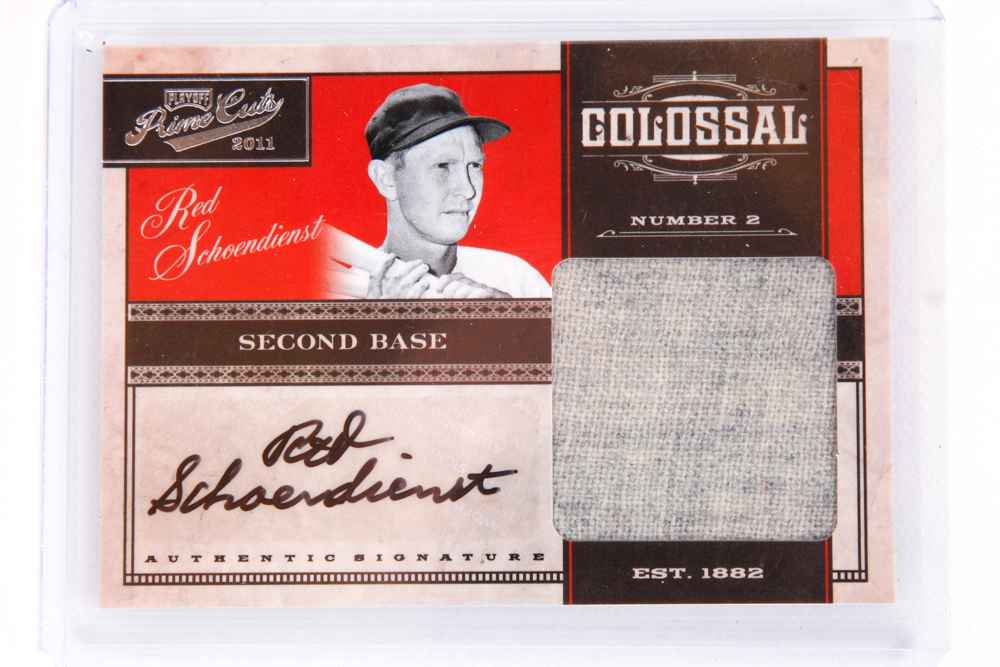 PLAYOFF
Prime Cuts
2011
Red
Schoendienst
COLOSSAL
NUMBER 2
SECOND BASE
Red
Schoendienst
AUTHENTIC SIGNATURE
EST. 1882